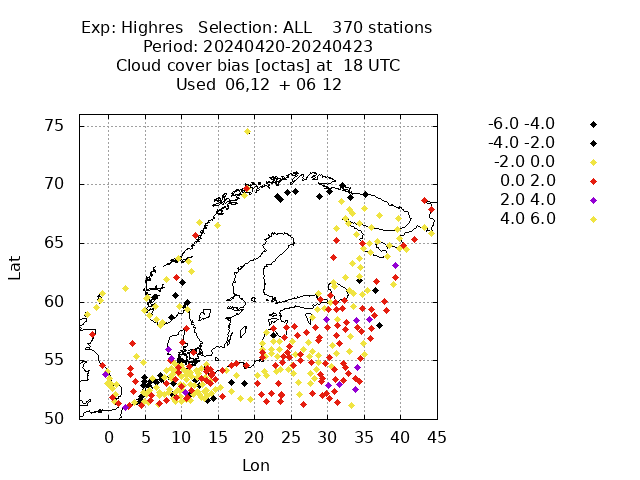 Exp: Highres   Selection: ALL    370 stations
Period: 20240420-20240423
Cloud cover bias [octas] at  18 UTC
Used  06,12  + 06 12
75
70
65
60
55
50
Lat
0 5 10 15 20 25 30 35 40 45
Lon
-6.0 -4.0
-4.0 -2.0
-2.0 0.0
0.0 2.0
2.0 4.0
4.0 6.0